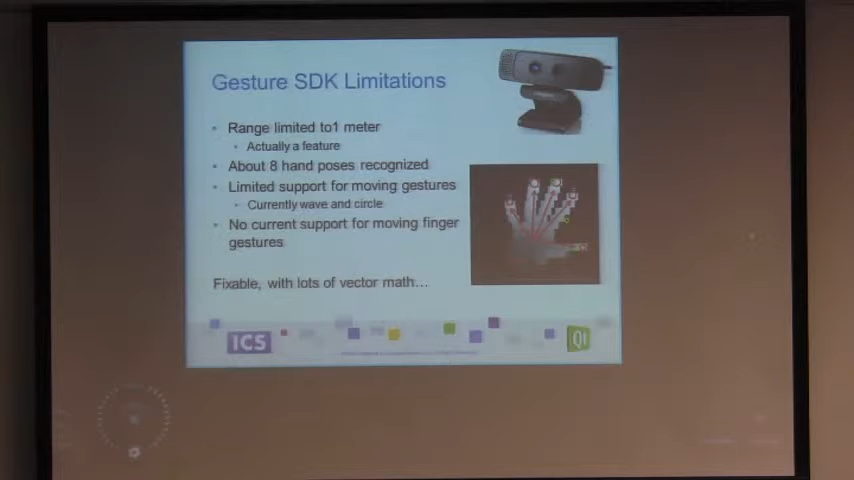 Gesture SDK Limitations
Range limited to1 meter
Actually a feature
About 8 hand poses recognized
Limited support for moving gestures
Currently wave and circle
No current support for moving finger
gestures
Fixable, with lots of vector math...
ICS
Qt